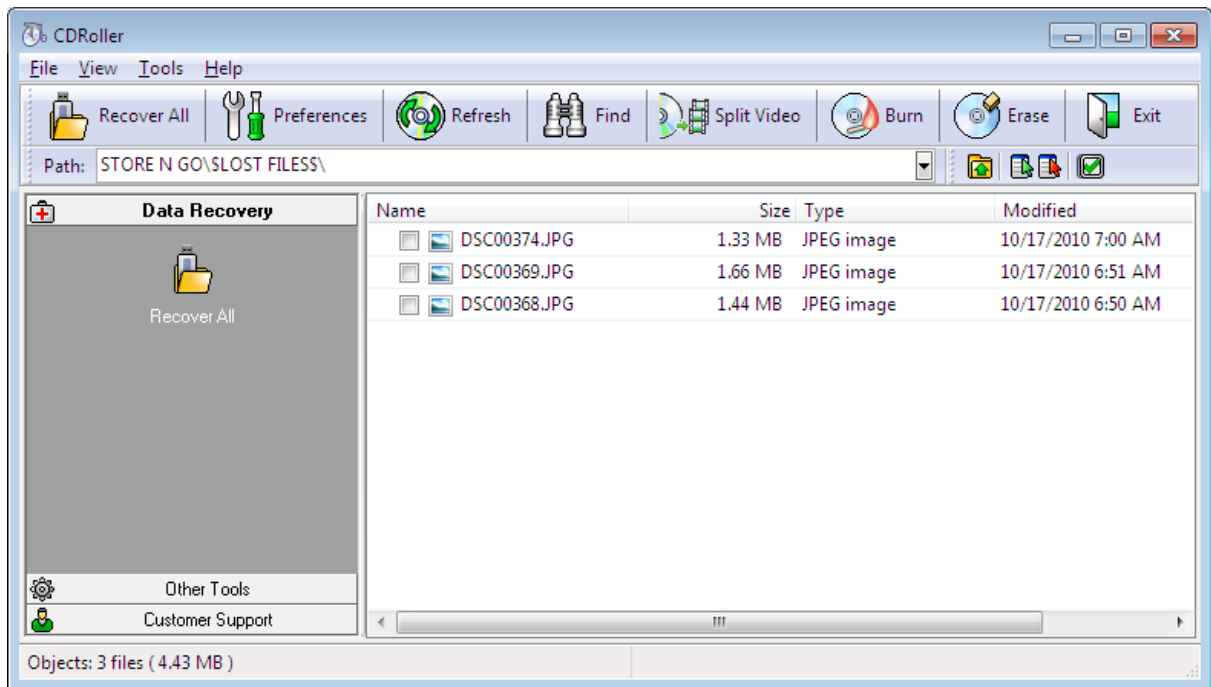 CDRoller
File View Tools Help
Recover All Preferences Refresh Find Split Video Burn Erase Exit
Path: STORE N GO\$LOST FILES$\
Data Recovery
Recover All
Other Tools
Customer Support
Name Size Type Modified
DSC00374.JPG 1.33 MB JPEG image 10/17/2010 7:00 AM
DSC00369.JPG 1.66 MB JPEG image 10/17/2010 6:51 AM
DSC00368.JPG 1.44 MB JPEG image 10/17/2010 6:50 AM
Objects: 3 files ( 4.43 MB )